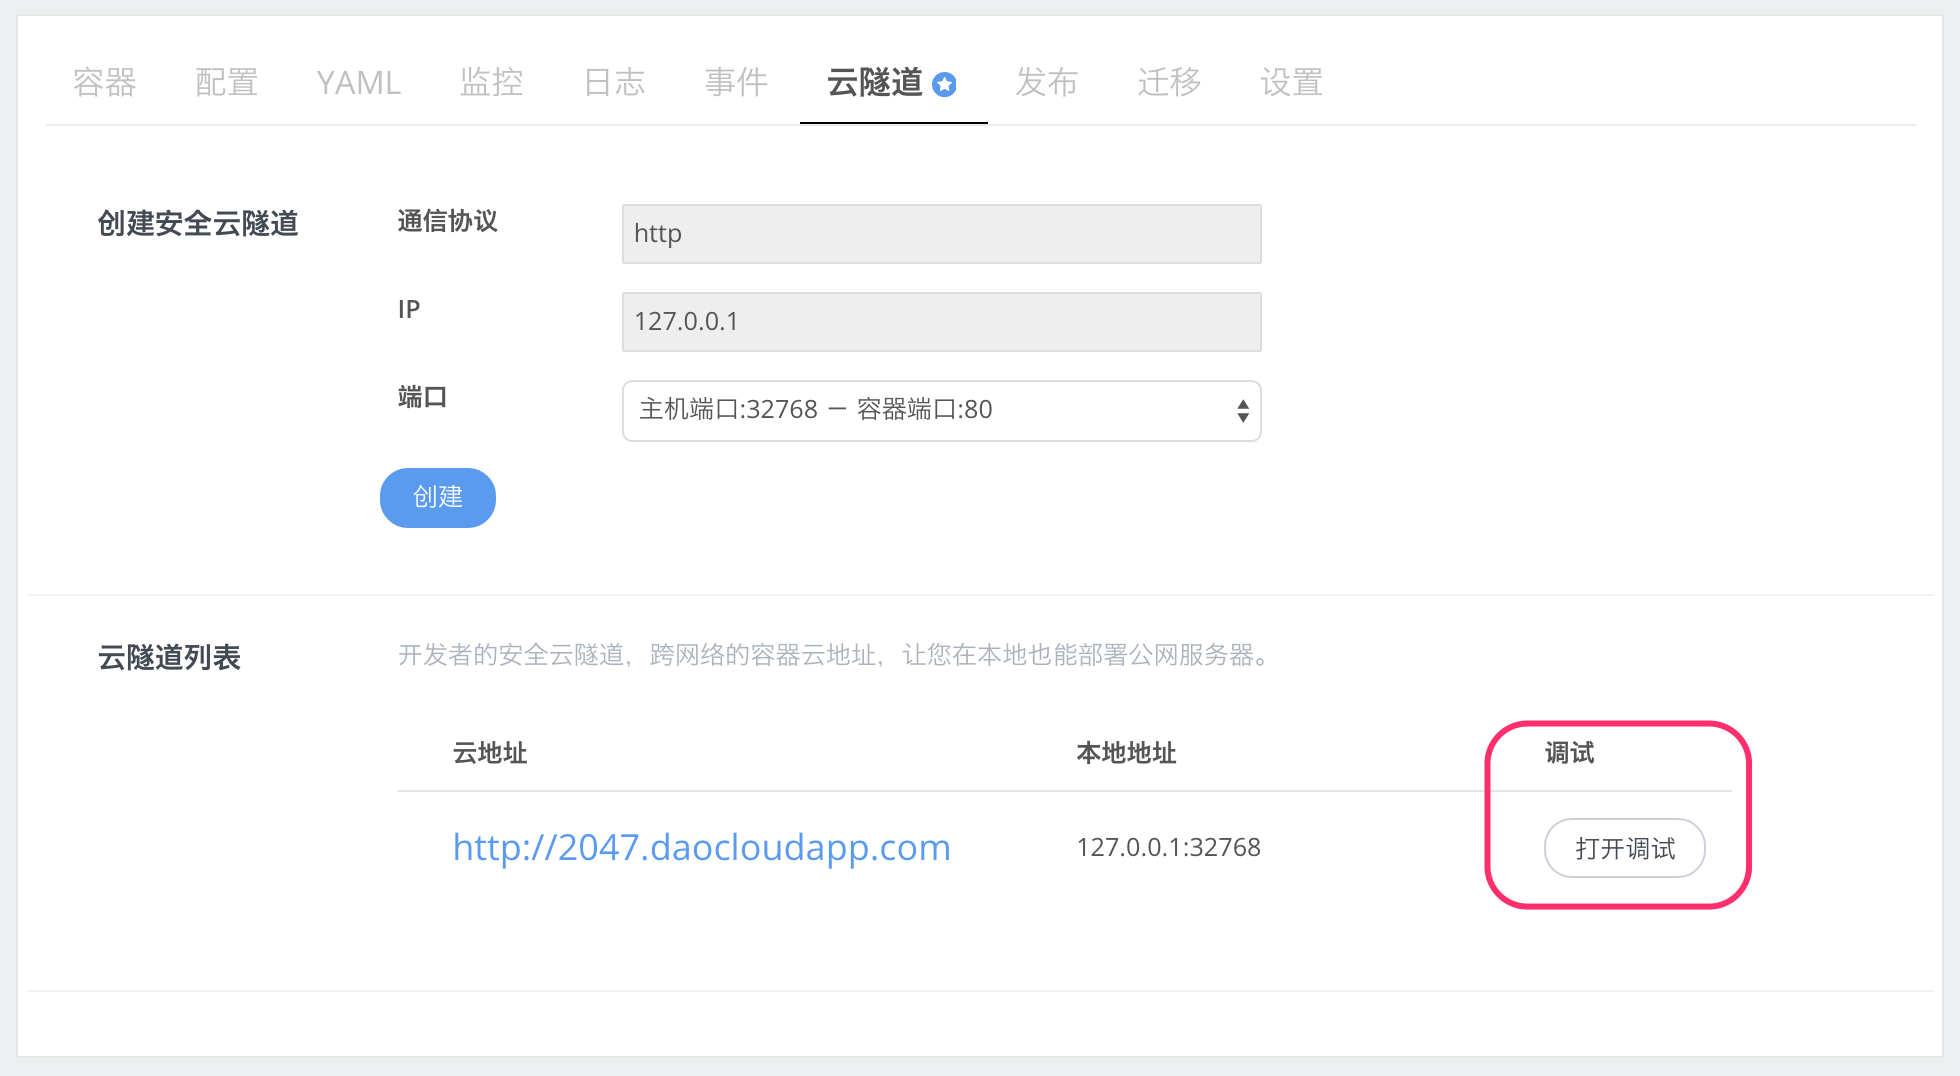 容器 配置 YAML 监控 日志 事件 云隧道 发布 迁移 设置
创建安全云隧道 通信协议 http
IP 127.0.0.1
端口 主机端口:32768 — 容器端口:80
创建
云隧道列表 开发者的安全云隧道，跨网络的容器云地址，让您在本地也能部署公网服务器。
云地址 本地地址 调试
http://2047.daocloudapp.com 127.0.0.1:32768 打开调试